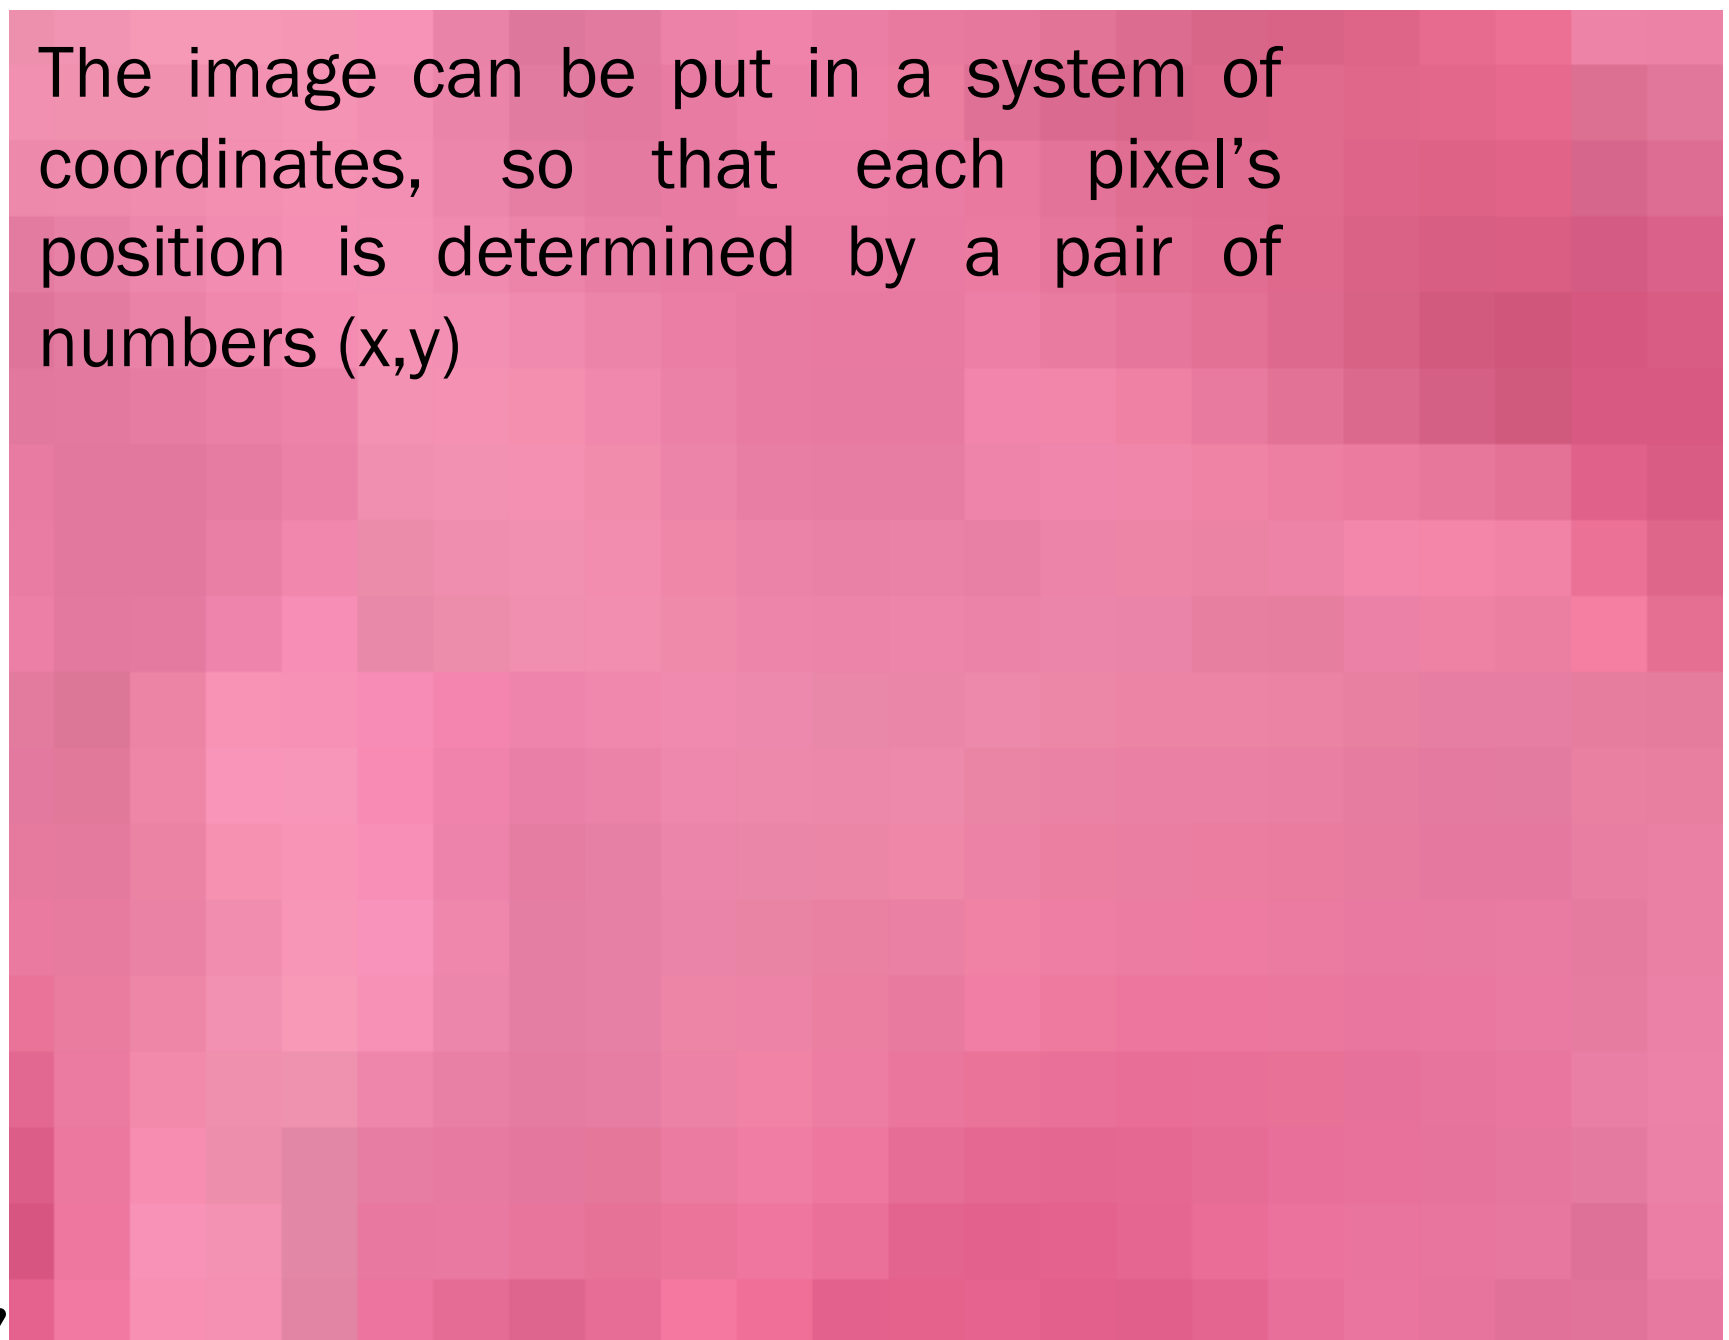 The image can be put in a system of
coordinates, so that each pixel’s
position is determined by a pair of
numbers (x,y)